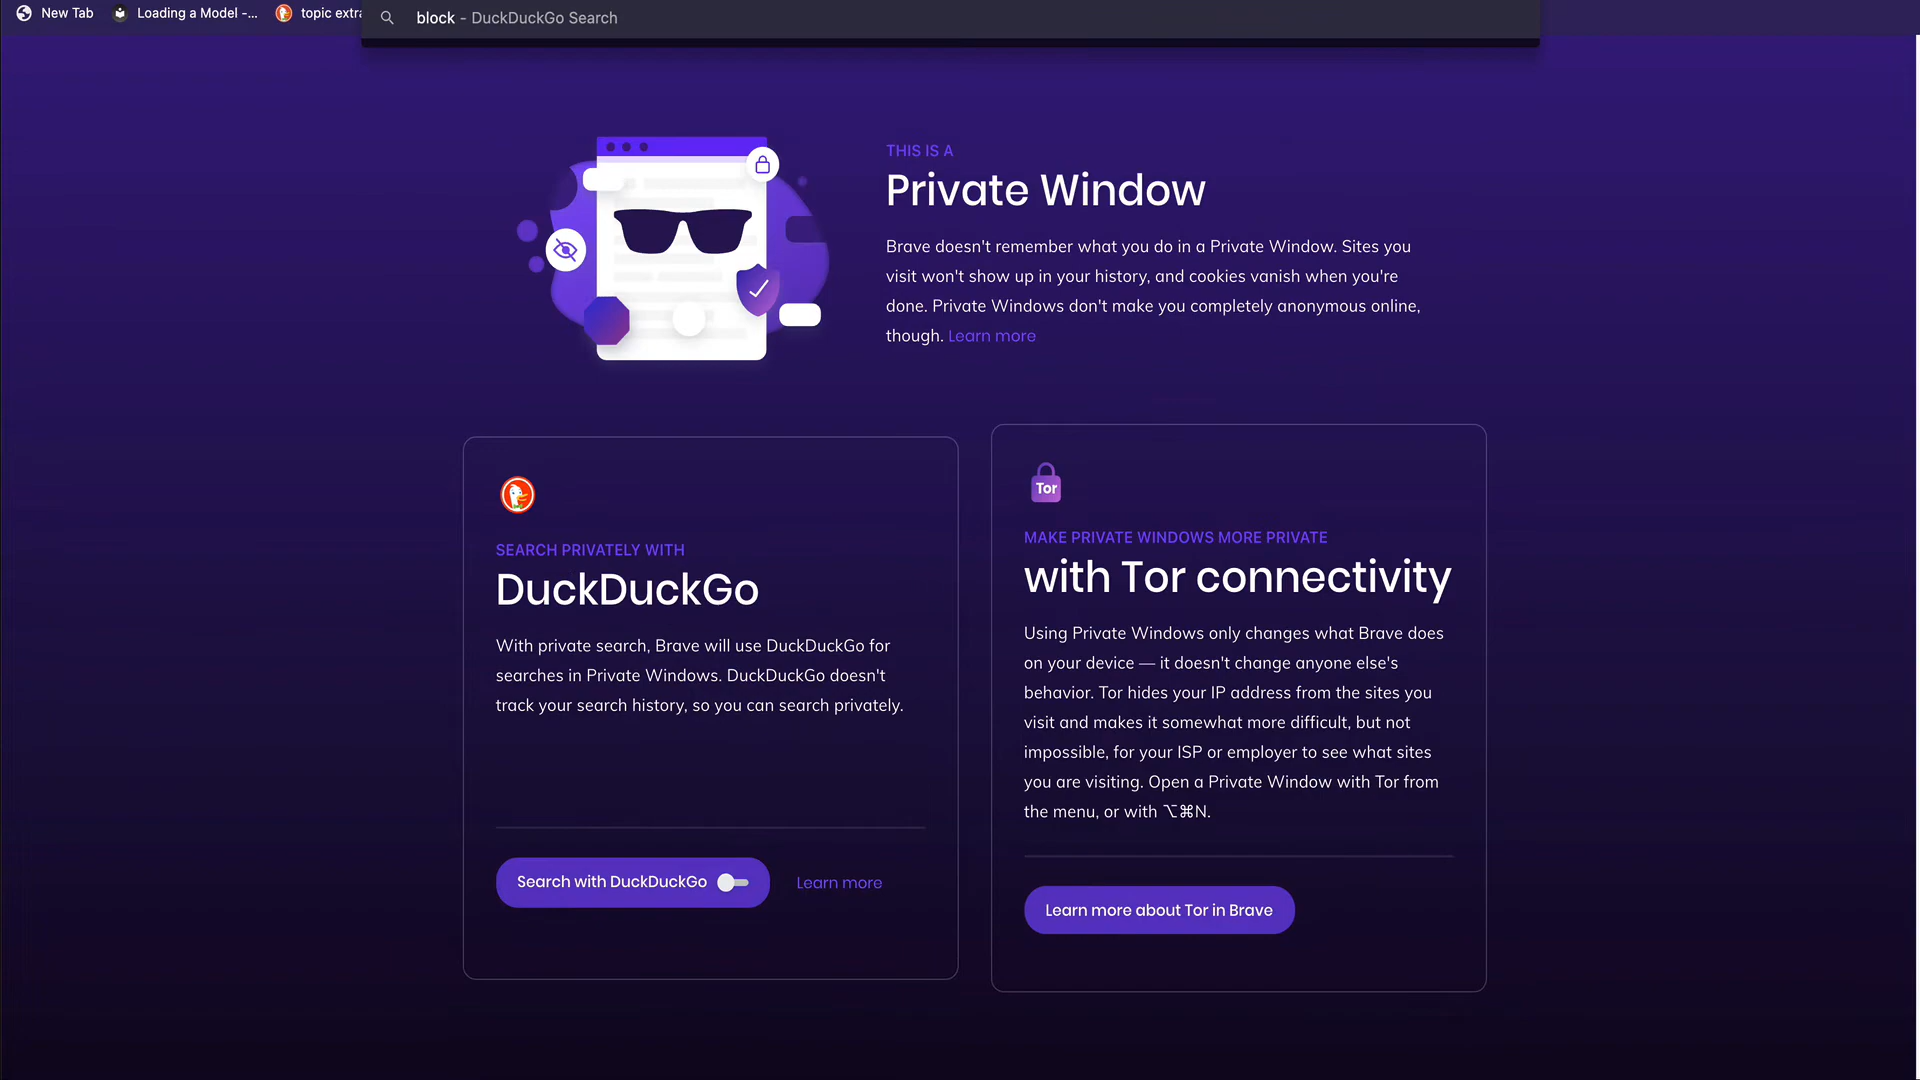 New Tab
Loading a Model -...
topic extra
block - DuckDuckGo Search
THIS IS A
Private Window
Brave doesn't remember what you do in a Private Window. Sites you
visit won't show up in your history, and cookies vanish when you're
done. Private Windows don't make you completely anonymous online,
though. Learn more
SEARCH PRIVATELY WITH
DuckDuckGo
With private search, Brave will use DuckDuckGo for
searches in Private Windows. DuckDuckGo doesn't
track your search history, so you can search privately.
Search with DuckDuckGo
Learn more
Tor
MAKE PRIVATE WINDOWS MORE PRIVATE
with Tor connectivity
Using Private Windows only changes what Brave does
on your device — it doesn't change anyone else's
behavior. Tor hides your IP address from the sites you
visit and makes it somewhat more difficult, but not
impossible, for your ISP or employer to see what sites
you are visiting. Open a Private Window with Tor from
the menu, or with ⌥⌘N.
Learn more about Tor in Brave